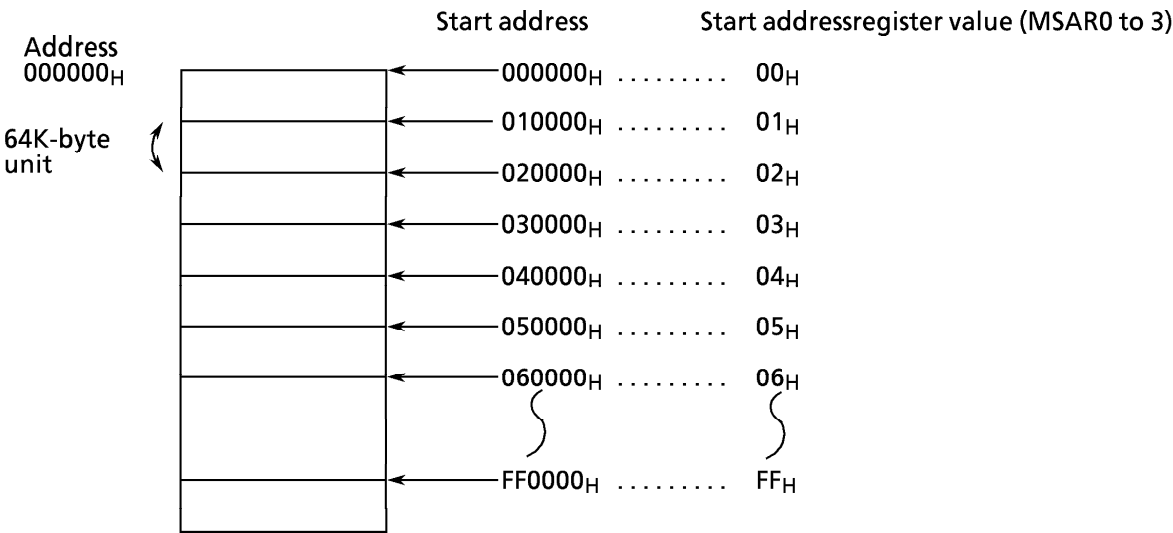 Start address Start addressregister value (MSAR0 to 3)
Address
000000H
000000H ......... 00H
010000H ......... 01H
64K-byte
unit
020000H ......... 02H
030000H ......... 03H
040000H ......... 04H
050000H ......... 05H
060000H ......... 06H
FF0000H ......... FFH